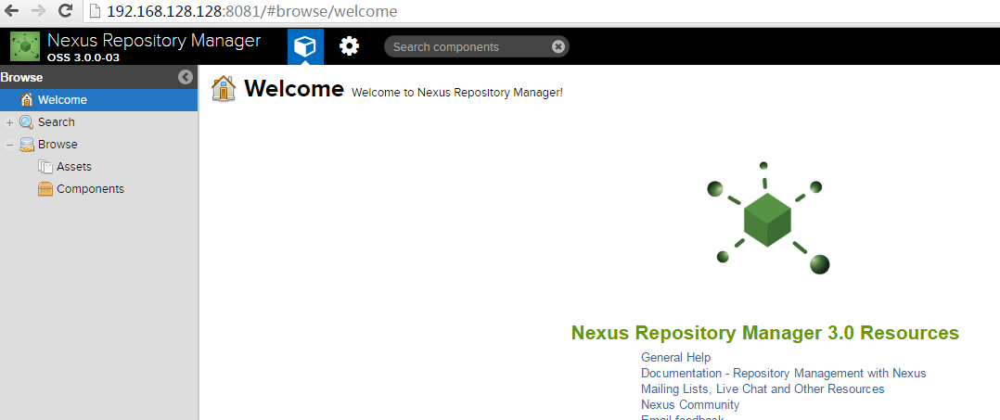 192.168.128.128:8081/#browse/welcome
Nexus Repository Manager
OSS 3.0.0-03
Search components
Browse
Welcome
Search
Browse
Assets
Components
Welcome Welcome to Nexus Repository Manager!
Nexus Repository Manager 3.0 Resources
General Help
Documentation - Repository Management with Nexus
Mailing Lists, Live Chat and Other Resources
Nexus Community
Email feedback